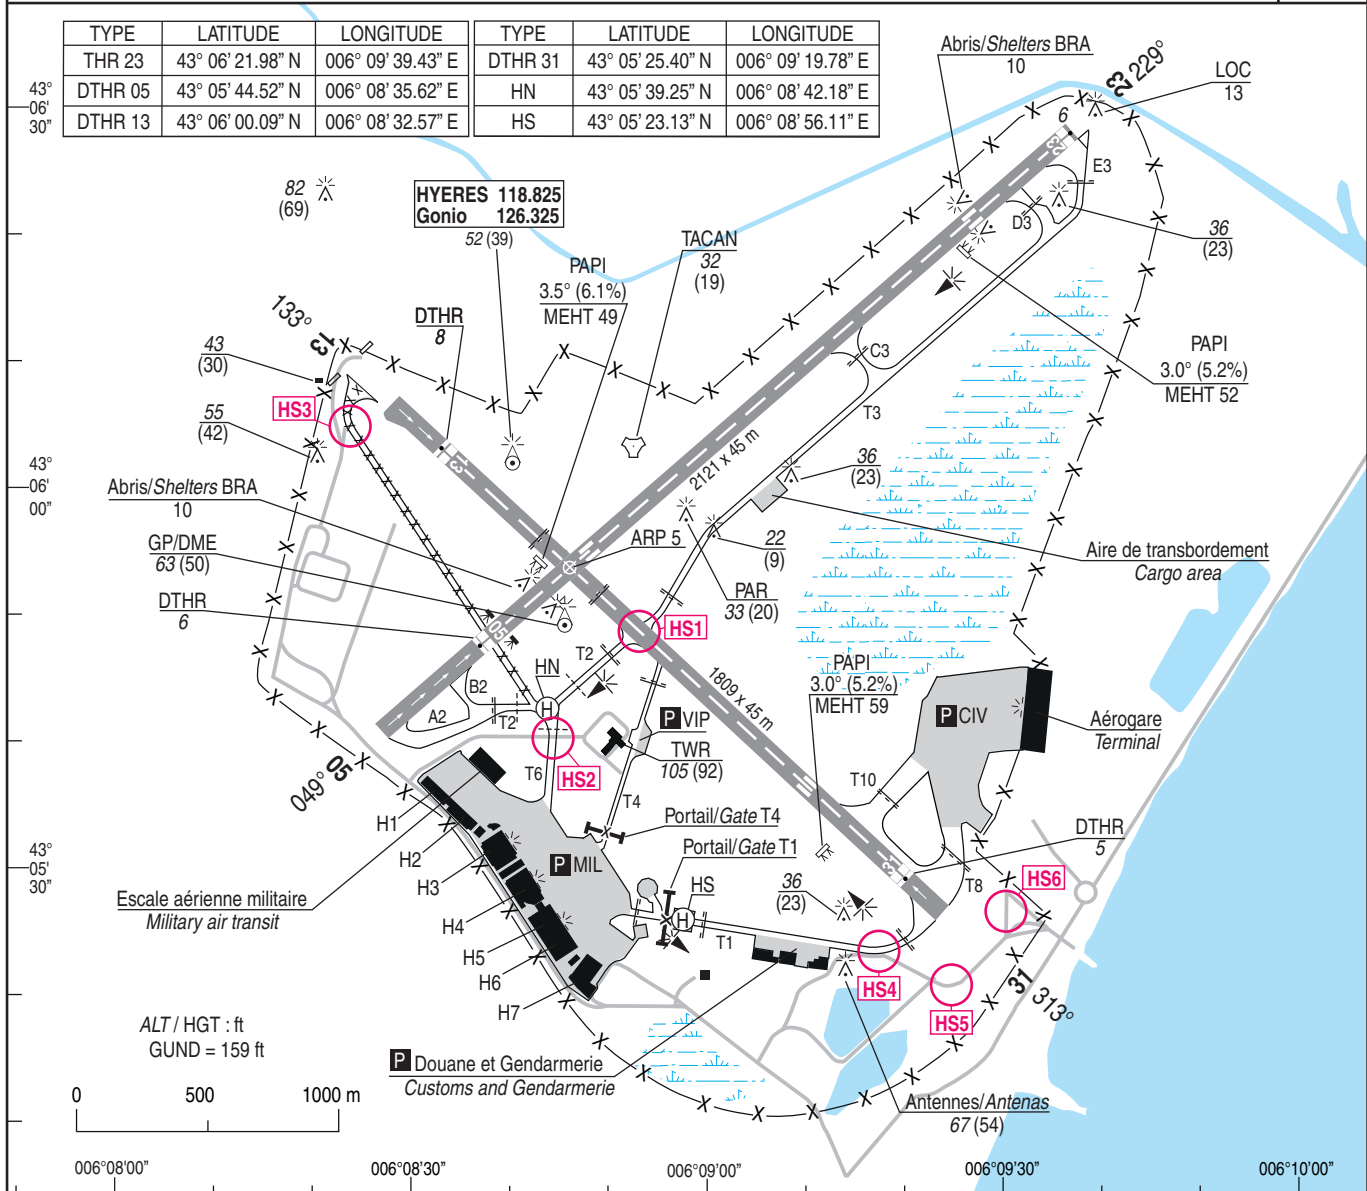 TYPE LATITUDE LONGITUDE
THR 23 43° 06' 21.98" N 006° 09' 39.43" E
DTHR 05 43° 05' 44.52" N 006° 08' 35.62" E
DTHR 13 43° 06' 00.09" N 006° 08' 32.57" E
TYPE LATITUDE LONGITUDE
DTHR 31 43° 05' 25.40" N 006° 09' 19.78" E
HN 43° 05' 39.25" N 006° 08' 42.18" E
HS 43° 05' 23.13" N 006° 08' 56.11" E
43°
06'
30"
Abris/Shelters BRA
10
23 229°
LOC
13
6
23
E3
D3
36
(23)
82
(69)
HYERES 118.825
Gonio 126.325
52 (39)
TACAN
32
(19)
PAPI
3.5° (6.1%)
MEHT 49
133°
13
DTHR
8
43
(30)
HS3
55
(42)
13
C3
T3
PAPI
3.0° (5.2%)
MEHT 52
2121 x 45 m
36
(23)
43°
06'
00"
Abris/Shelters BRA
10
GP/DME
63 (50)
DTHR
6
ARP 5
22
(9)
PAR
33 (20)
Aire de transbordement
Cargo area
05
HS1
T2
HN
H
B2
A2
T2
1809 x 45 m
PAPI
3.0° (5.2%)
MEHT 59
P CIV
Aérogare
Terminal
P VIP
TWR
105 (92)
HS2
T6
T4
T10
049° 05
H1
H2
H3
H4
H5
H6
H7
Portail/Gate T4
Portail/Gate T1
P MIL
DTHR
5
31
T8
HS6
43°
05'
30"
Escale aérienne militaire
Military air transit
HS
H
T1
36
(23)
HS4
HS5
31 313°
ALT / HGT : ft
GUND = 159 ft
P Douane et Gendarmerie
Customs and Gendarmerie
Antennes/Antenas
67 (54)
0 500 1000 m
006°08'00" 006°08'30" 006°09'00" 006°09'30" 006°10'00"